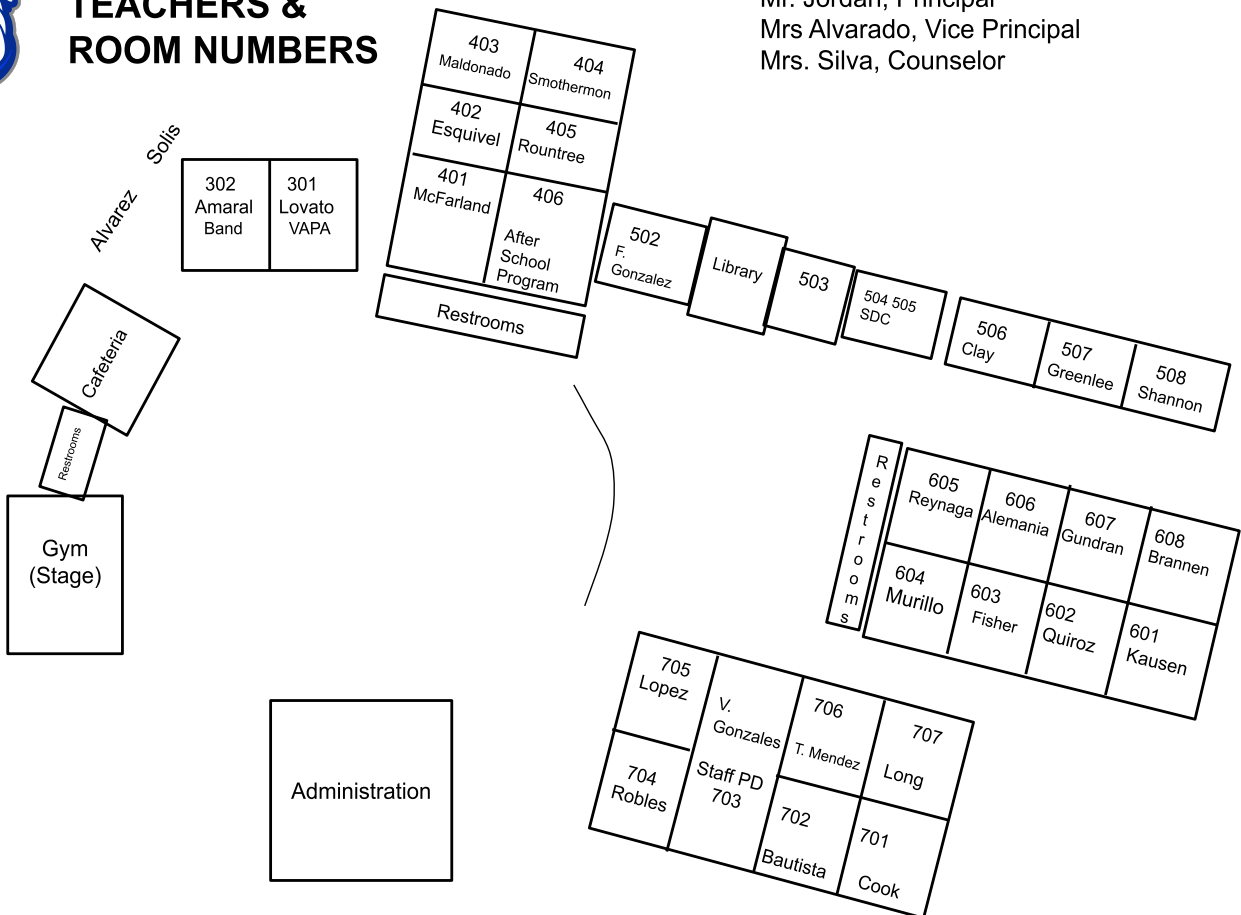 TEACHERS &
ROOM NUMBERS
Mr. Jordan, Principal
Mrs Alvarado, Vice Principal
Mrs. Silva, Counselor
403
Maldonado
404
Smothermon
402
Esquivel
405
Rountree
401
McFarland
406
After
School
Program
Restrooms
Solis
Alvarez
302
Amaral
Band
301
Lovato
VAPA
502
F.
Gonzalez
Library
503
504 505
SDC
506
Clay
507
Greenlee
508
Shannon
Cafeteria
Restrooms
Gym
(Stage)
Restrooms
605
Reynaga
606
Alemania
607
Gundran
608
Brannen
604
Murillo
603
Fisher
602
Quiroz
601
Kausen
705
Lopez
V.
Gonzales
Staff PD
703
706
T. Mendez
707
Long
704
Robles
702
Bautista
701
Cook
Administration